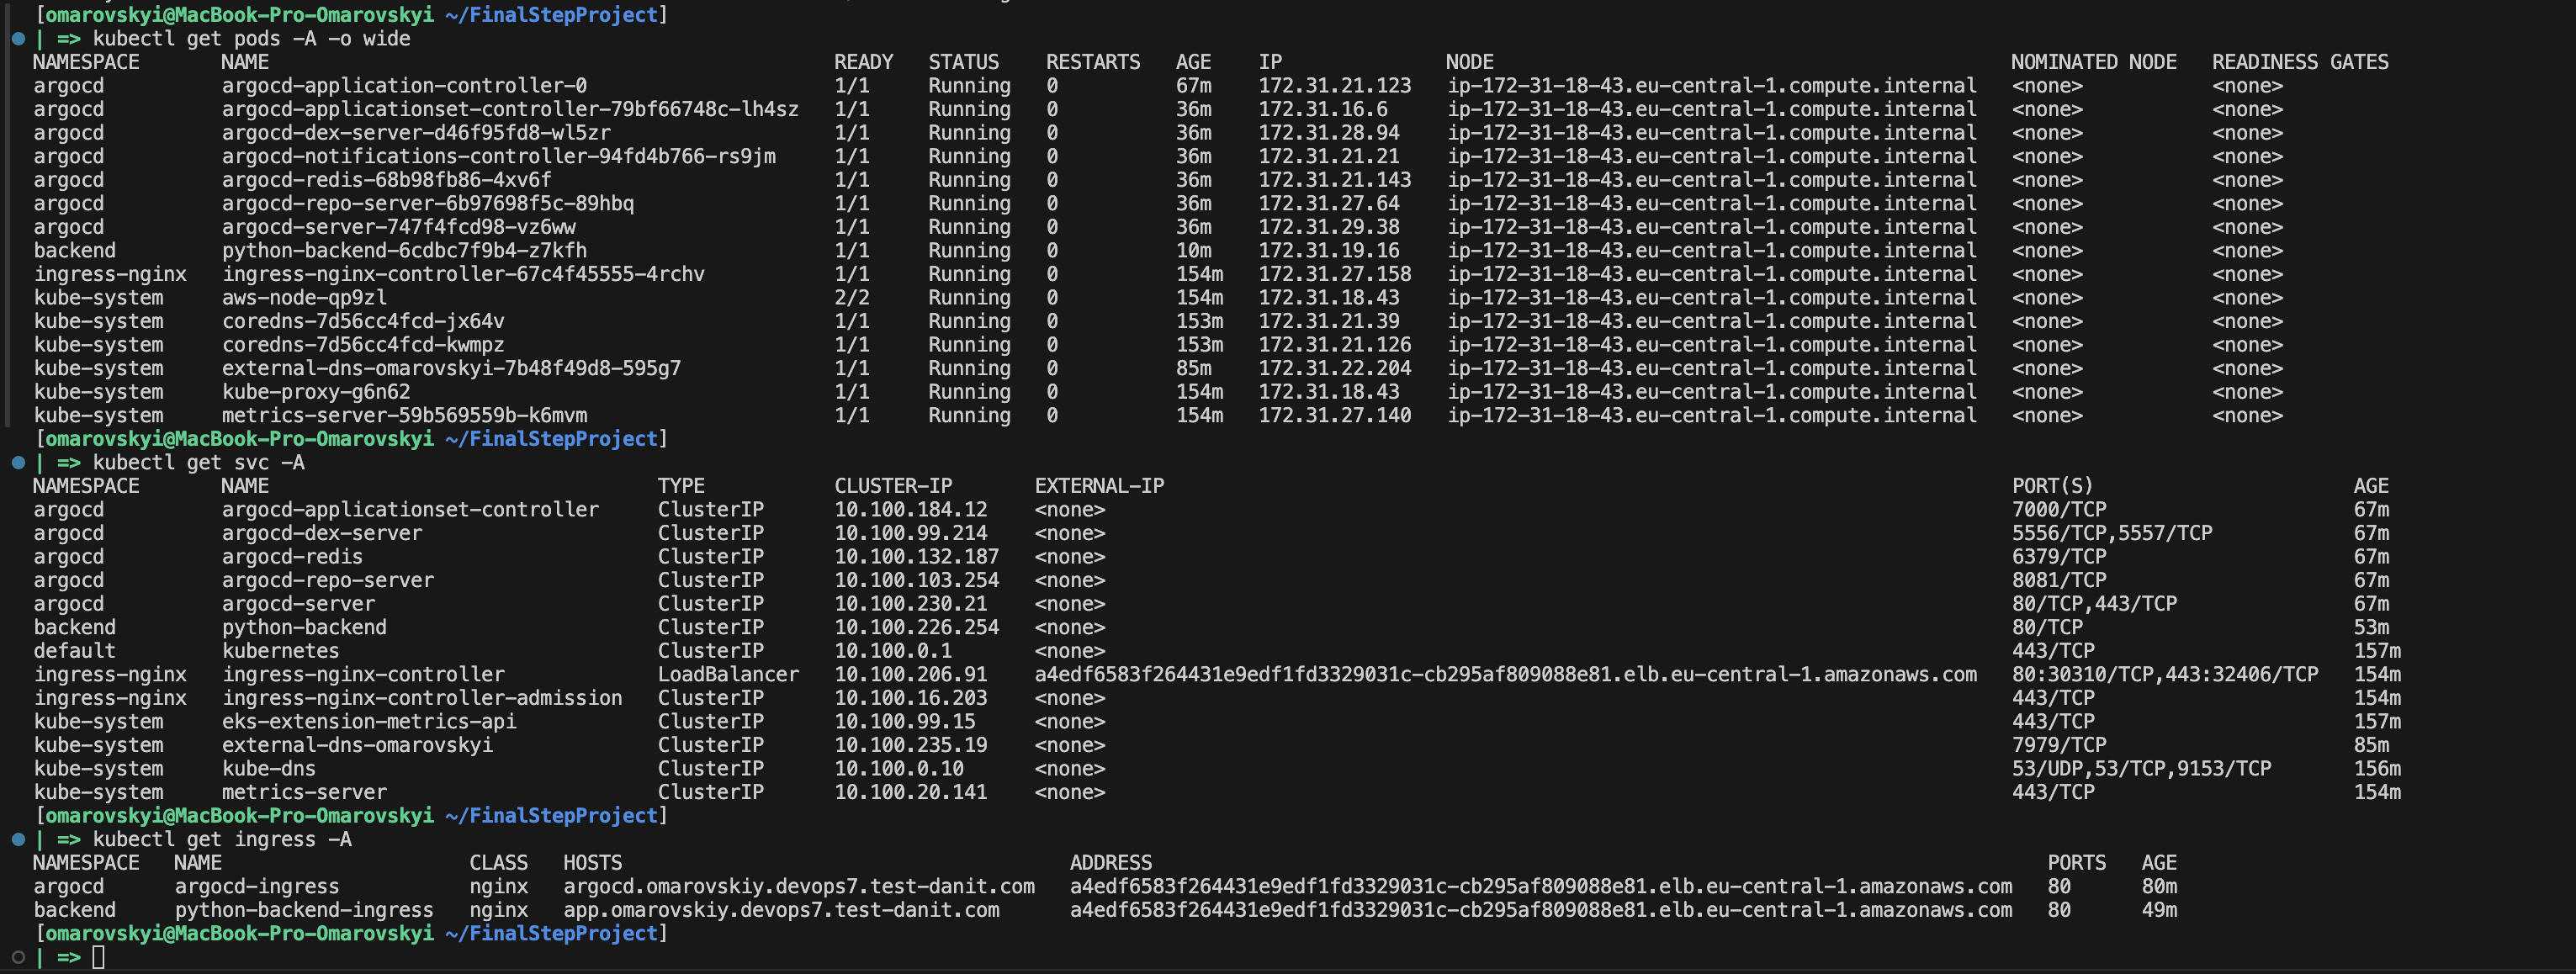 [omarovskyi@MacBook-Pro-Omarovskyi ~/FinalStepProject]
| => kubectl get pods -A -o wide
NAMESPACE NAME READY STATUS RESTARTS AGE IP NODE NOMINATED NODE READINESS GATES
argocd argocd-application-controller-0 1/1 Running 0 67m 172.31.21.123 ip-172-31-18-43.eu-central-1.compute.internal <none> <none>
argocd argocd-applicationset-controller-79bf66748c-lh4sz 1/1 Running 0 36m 172.31.16.6 ip-172-31-18-43.eu-central-1.compute.internal <none> <none>
argocd argocd-dex-server-d46f95fd8-wl5zr 1/1 Running 0 36m 172.31.28.94 ip-172-31-18-43.eu-central-1.compute.internal <none> <none>
argocd argocd-notifications-controller-94fd4b766-rs9jm 1/1 Running 0 36m 172.31.21.21 ip-172-31-18-43.eu-central-1.compute.internal <none> <none>
argocd argocd-redis-68b98fb86-4xv6f 1/1 Running 0 36m 172.31.21.143 ip-172-31-18-43.eu-central-1.compute.internal <none> <none>
argocd argocd-repo-server-6b97698f5c-89hbq 1/1 Running 0 36m 172.31.27.64 ip-172-31-18-43.eu-central-1.compute.internal <none> <none>
argocd argocd-server-747f4fcd98-vz6ww 1/1 Running 0 36m 172.31.29.38 ip-172-31-18-43.eu-central-1.compute.internal <none> <none>
backend python-backend-6cdbc7f9b4-z7kfh 1/1 Running 0 10m 172.31.19.16 ip-172-31-18-43.eu-central-1.compute.internal <none> <none>
ingress-nginx ingress-nginx-controller-67c4f45555-4rchv 1/1 Running 0 154m 172.31.27.158 ip-172-31-18-43.eu-central-1.compute.internal <none> <none>
kube-system aws-node-qp9zl 2/2 Running 0 154m 172.31.18.43 ip-172-31-18-43.eu-central-1.compute.internal <none> <none>
kube-system coredns-7d56cc4fcd-jx64v 1/1 Running 0 153m 172.31.21.39 ip-172-31-18-43.eu-central-1.compute.internal <none> <none>
kube-system coredns-7d56cc4fcd-kwmpz 1/1 Running 0 153m 172.31.21.126 ip-172-31-18-43.eu-central-1.compute.internal <none> <none>
kube-system external-dns-omarovskyi-7b48f49d8-595g7 1/1 Running 0 85m 172.31.22.204 ip-172-31-18-43.eu-central-1.compute.internal <none> <none>
kube-system kube-proxy-g6n62 1/1 Running 0 154m 172.31.18.43 ip-172-31-18-43.eu-central-1.compute.internal <none> <none>
kube-system metrics-server-59b569559b-k6mvm 1/1 Running 0 154m 172.31.27.140 ip-172-31-18-43.eu-central-1.compute.internal <none> <none>
[omarovskyi@MacBook-Pro-Omarovskyi ~/FinalStepProject]
| => kubectl get svc -A
NAMESPACE NAME TYPE CLUSTER-IP EXTERNAL-IP PORT(S) AGE
argocd argocd-applicationset-controller ClusterIP 10.100.184.12 <none> 7000/TCP 67m
argocd argocd-dex-server ClusterIP 10.100.99.214 <none> 5556/TCP,5557/TCP 67m
argocd argocd-redis ClusterIP 10.100.132.187 <none> 6379/TCP 67m
argocd argocd-repo-server ClusterIP 10.100.103.254 <none> 8081/TCP 67m
argocd argocd-server ClusterIP 10.100.230.21 <none> 80/TCP,443/TCP 67m
backend python-backend ClusterIP 10.100.226.254 <none> 80/TCP 53m
default kubernetes ClusterIP 10.100.0.1 <none> 443/TCP 157m
ingress-nginx ingress-nginx-controller LoadBalancer 10.100.206.91 a4edf6583f264431e9edf1fd3329031c-cb295af809088e81.elb.eu-central-1.amazonaws.com 80:30310/TCP,443:32406/TCP 154m
ingress-nginx ingress-nginx-controller-admission ClusterIP 10.100.16.203 <none> 443/TCP 154m
kube-system eks-extension-metrics-api ClusterIP 10.100.99.15 <none> 443/TCP 157m
kube-system external-dns-omarovskyi ClusterIP 10.100.235.19 <none> 7979/TCP 85m
kube-system kube-dns ClusterIP 10.100.0.10 <none> 53/UDP,53/TCP,9153/TCP 156m
kube-system metrics-server ClusterIP 10.100.20.141 <none> 443/TCP 154m
[omarovskyi@MacBook-Pro-Omarovskyi ~/FinalStepProject]
| => kubectl get ingress -A
NAMESPACE NAME CLASS HOSTS ADDRESS PORTS AGE
argocd argocd-ingress nginx argocd.omarovskiy.devops7.test-danit.com a4edf6583f264431e9edf1fd3329031c-cb295af809088e81.elb.eu-central-1.amazonaws.com 80 80m
backend python-backend-ingress nginx app.omarovskiy.devops7.test-danit.com a4edf6583f264431e9edf1fd3329031c-cb295af809088e81.elb.eu-central-1.amazonaws.com 80 49m
[omarovskyi@MacBook-Pro-Omarovskyi ~/FinalStepProject]
| =>